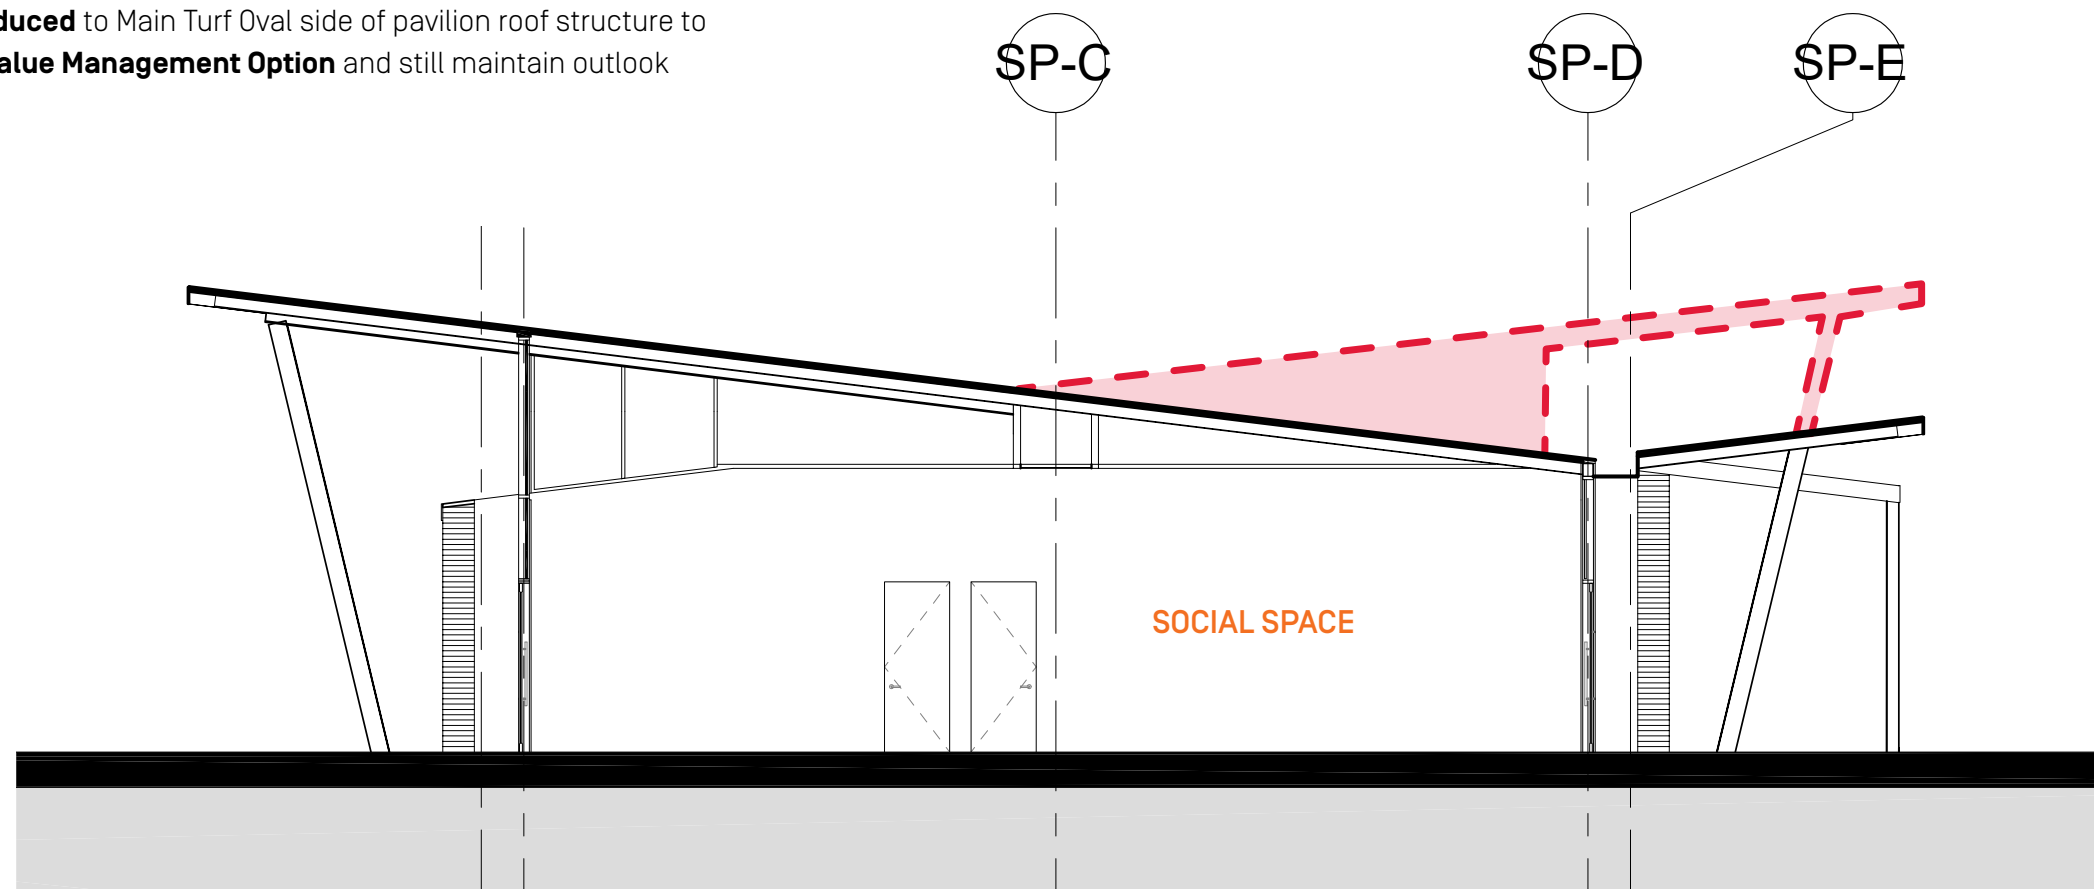 duced to Main Turf Oval side of pavilion roof structure to
alue Management Option and still maintain outlook
SP-C
SP-D
SP-E
SOCIAL SPACE